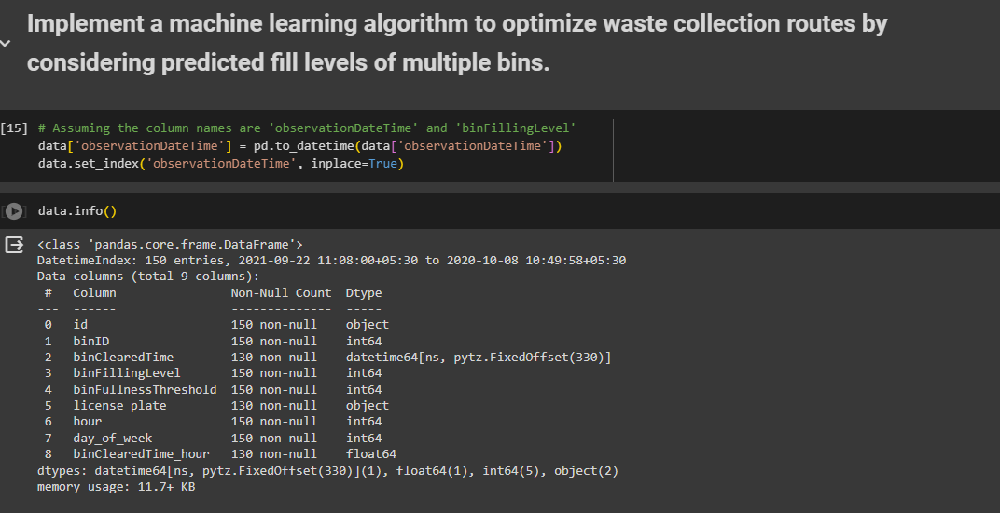 Implement a machine learning algorithm to optimize waste collection routes by
considering predicted fill levels of multiple bins.
[15] # Assuming the column names are 'observationDateTime' and 'binFillingLevel'
data['observationDateTime'] = pd.to_datetime(data['observationDateTime'])
data.set_index('observationDateTime', inplace=True)
data.info()
<class 'pandas.core.frame.DataFrame'>
DatetimeIndex: 150 entries, 2021-09-22 11:08:00+05:30 to 2020-10-08 10:49:58+05:30
Data columns (total 9 columns):
 #   Column               Non-Null Count  Dtype
---  ------               --------------  -----
 0   id                   150 non-null    object
 1   binID                150 non-null    int64
 2   binClearedTime       130 non-null    datetime64[ns, pytz.FixedOffset(330)]
 3   binFillingLevel      150 non-null    int64
 4   binFullnessThreshold 150 non-null    int64
 5   license_plate        130 non-null    object
 6   hour                 150 non-null    int64
 7   day_of_week          150 non-null    int64
 8   binClearedTime_hour  130 non-null    float64
dtypes: datetime64[ns, pytz.FixedOffset(330)](1), float64(1), int64(5), object(2)
memory usage: 11.7+ KB